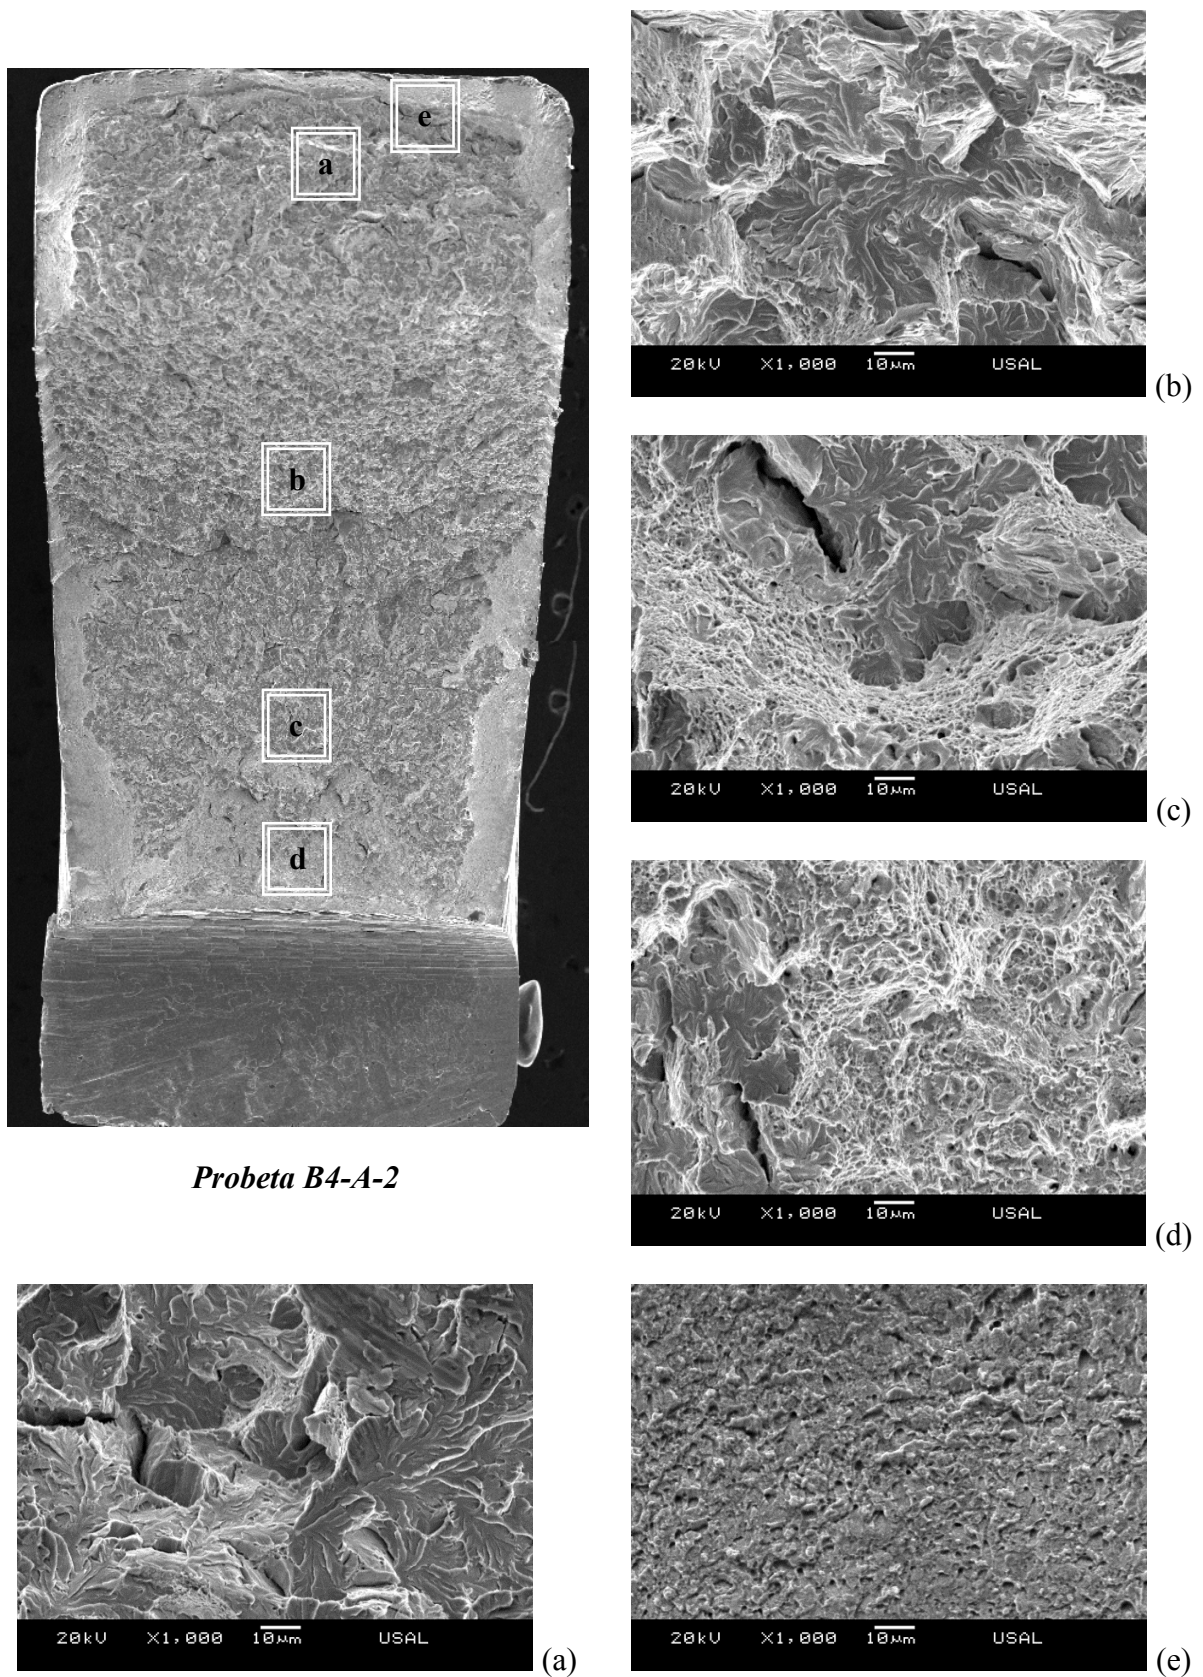 e
a
b
c
d
Probeta B4-A-2
20kV X1,000 10µm USAL
(b)
20kV X1,000 10µm USAL
(c)
20kV X1,000 10µm USAL
(d)
20kV X1,000 10µm USAL
(a)
20kV X1,000 10µm USAL
(e)